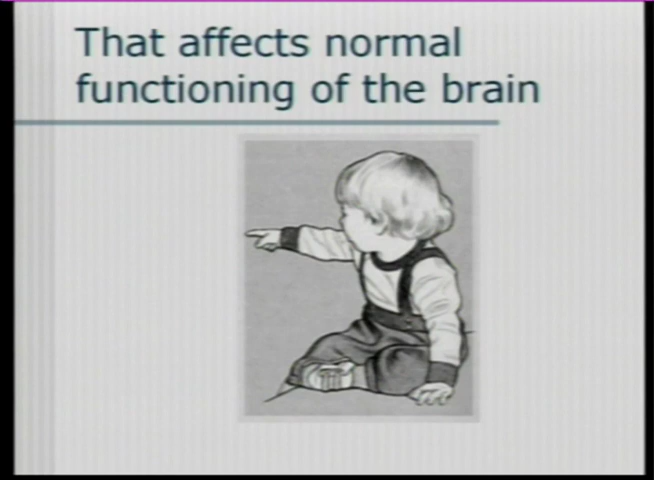 That affects normal
functioning of the brain